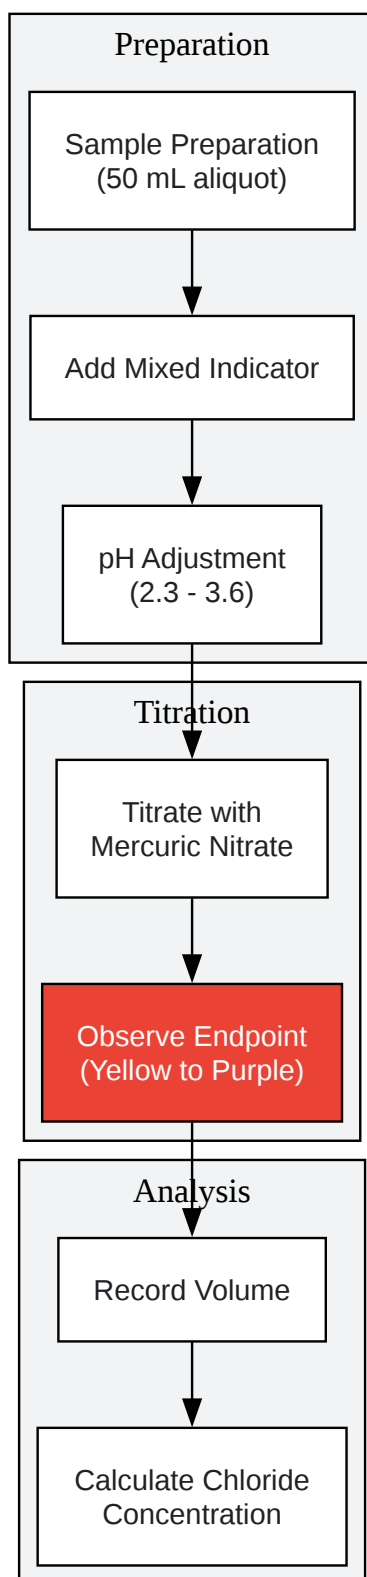 Preparation
Sample Preparation
(50 mL aliquot)
Add Mixed Indicator
pH Adjustment
(2.3 - 3.6)
Titration
Titrate with
Mercuric Nitrate
Observe Endpoint
(Yellow to Purple)
Analysis
Record Volume
Calculate Chloride
Concentration